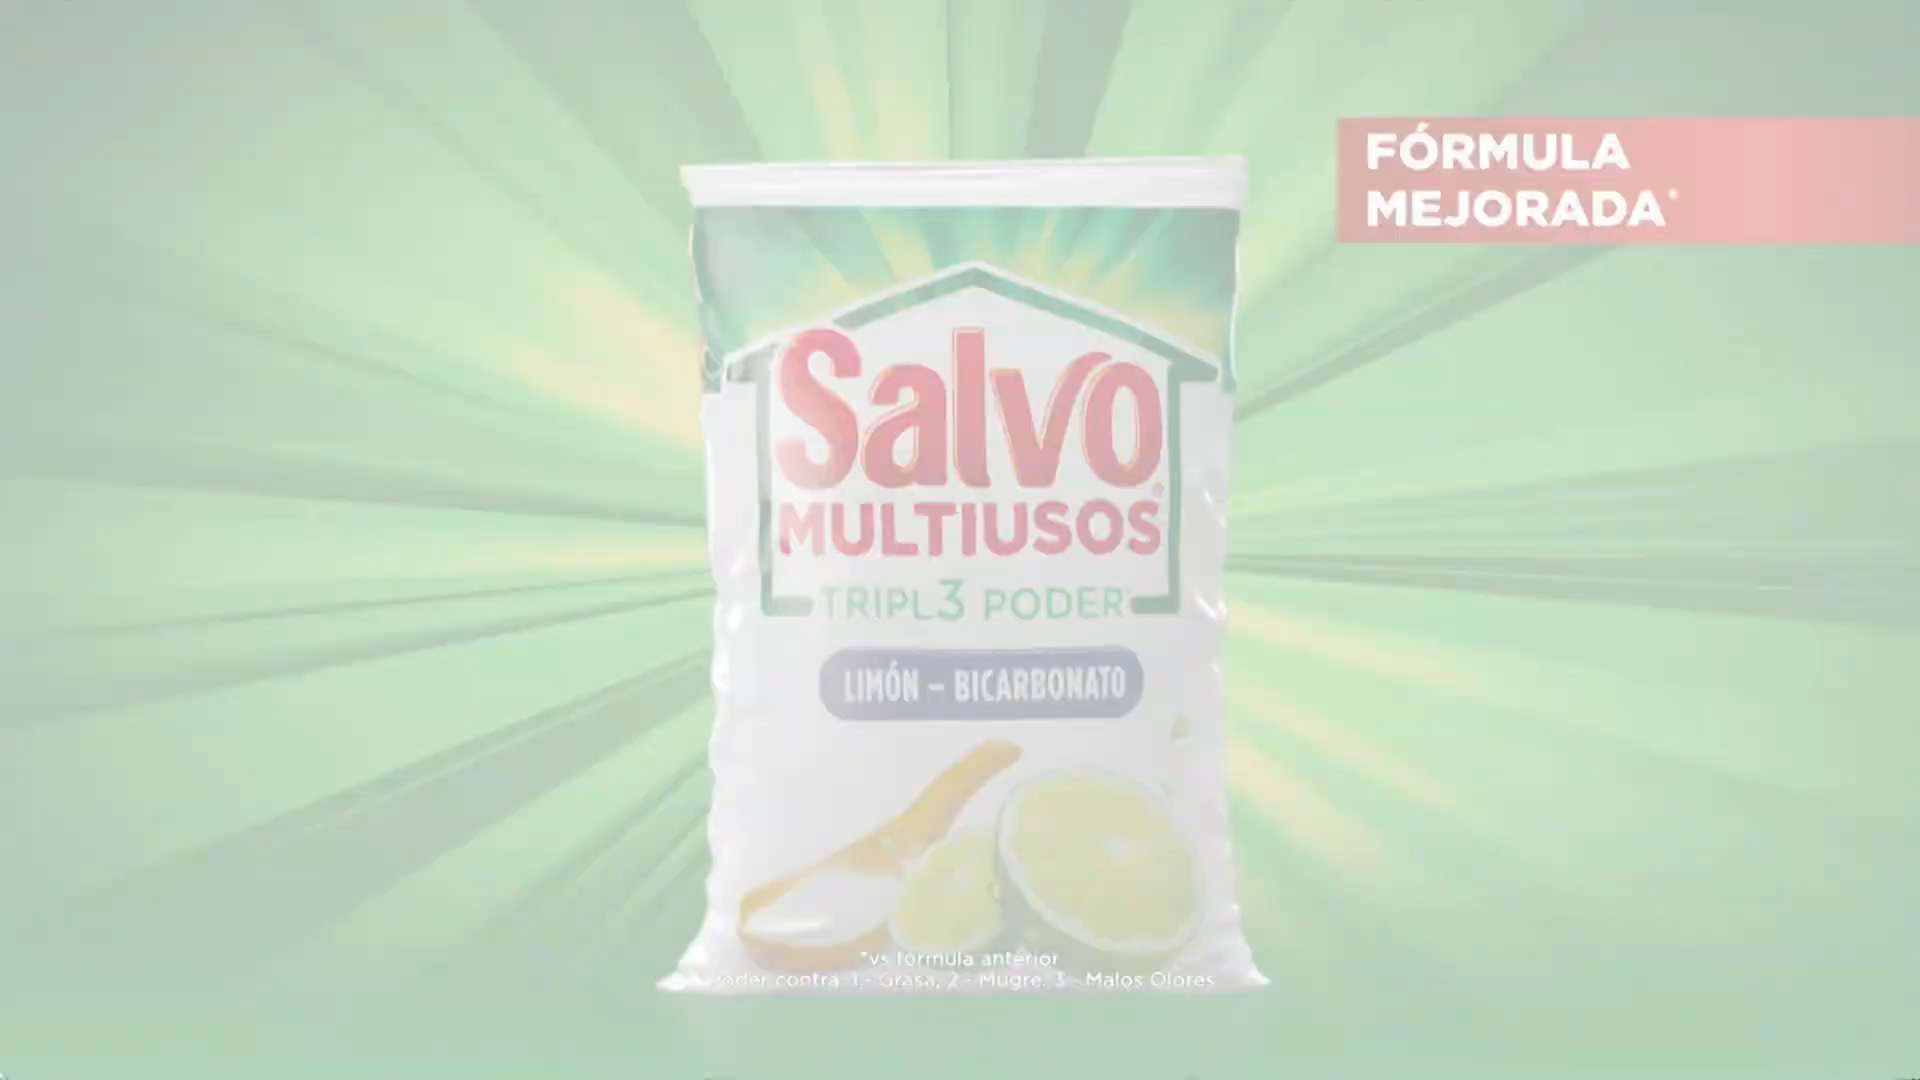 FÓRMULA
MEJORADA*
Salvo®
MULTIUSOS
TRIPL3 PODER
LIMÓN – BICARBONATO
*vs fórmula anterior
Poder contra 1.- Grasa, 2.- Mugre, 3.- Malos Olores